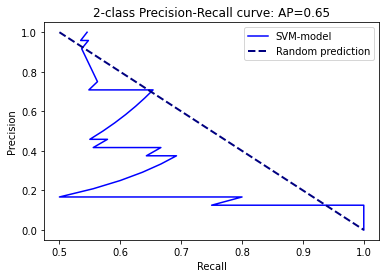 2-class Precision-Recall curve: AP=0.65
SVM-model
Random prediction
Precision
1.0
0.8
0.6
0.4
0.2
0.0
0.5 0.6 0.7 0.8 0.9 1.0
Recall